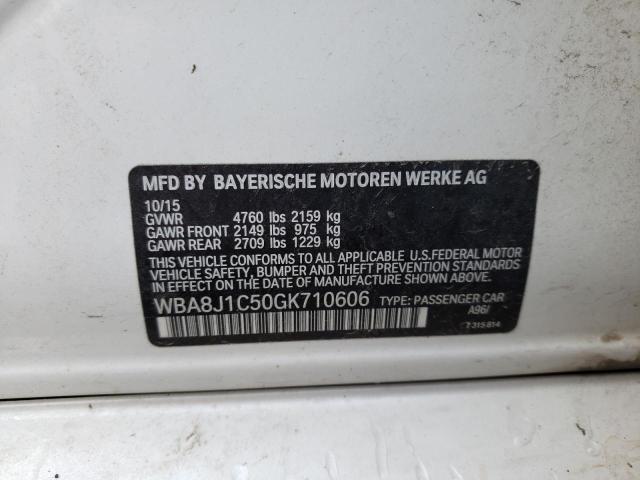 MFD BY BAYERISCHE MOTOREN WERKE AG
10/15
GVWR 4760 lbs 2159 kg
GAWR FRONT 2149 lbs 975 kg
GAWR REAR 2709 lbs 1229 kg
THIS VEHICLE CONFORMS TO ALL APPLICABLE U.S.FEDERAL MOTOR
VEHICLE SAFETY, BUMPER AND THEFT PREVENTION STANDARDS
IN EFFECT ON THE DATE OF MANUFACTURE SHOWN ABOVE.
WBA8J1C50GK710606 TYPE: PASSENGER CAR
A96/
7 315 814